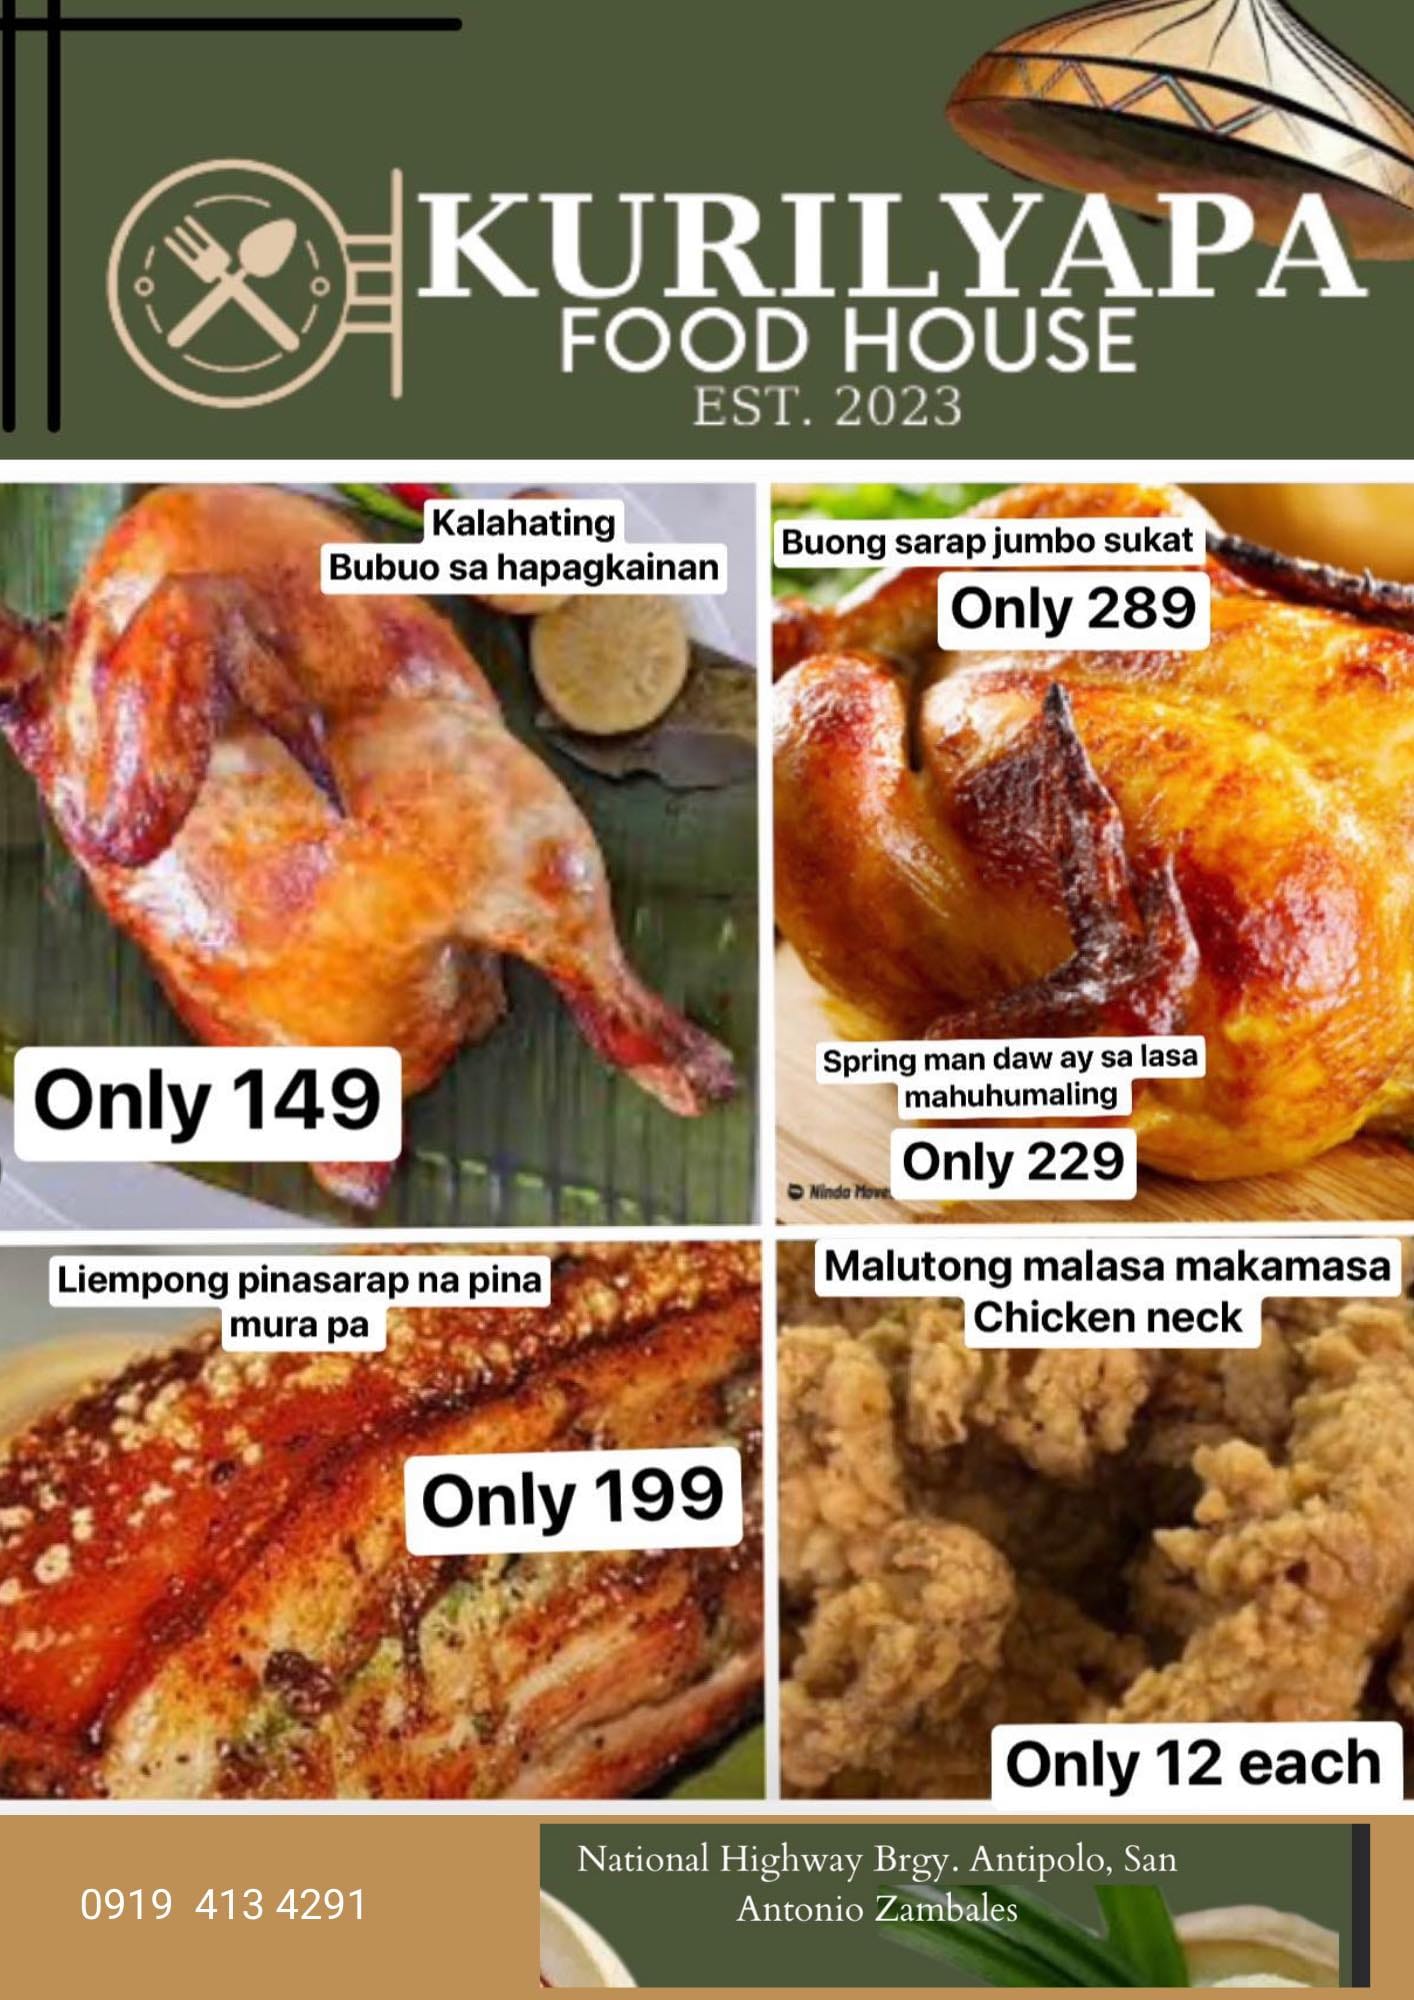 KURILYAPA
FOOD HOUSE
EST. 2023
Kalahating
Bubuo sa hapagkainan
Only 149
Buong sarap jumbo sukat
Only 289
Spring man daw ay sa lasa
mahuhumaling
Only 229
Ninda
Liempong pinasarap na pina
mura pa
Only 199
Malutong malasa makamasa
Chicken neck
Only 12 each
0919 413 4291
National Highway Brgy. Antipolo, San
Antonio Zambales